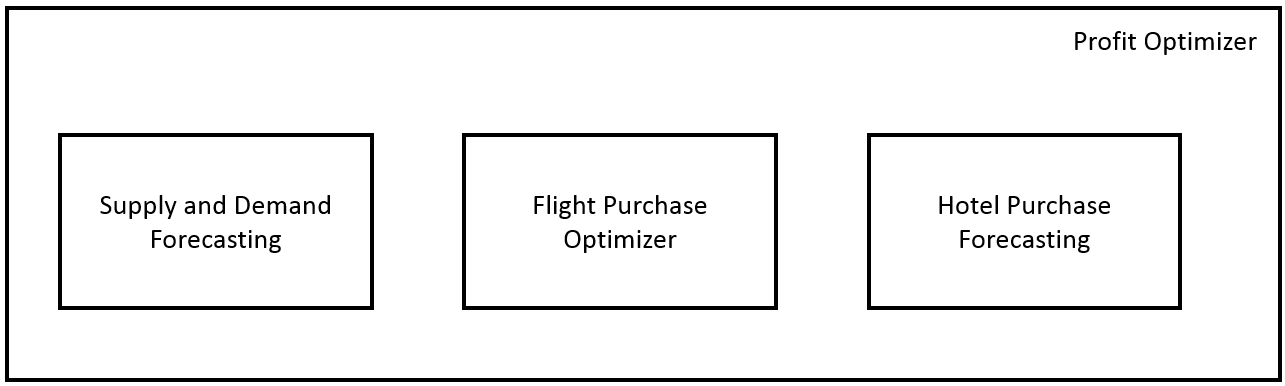 Profit Optimizer
Supply and Demand
Forecasting
Flight Purchase
Optimizer
Hotel Purchase
Forecasting